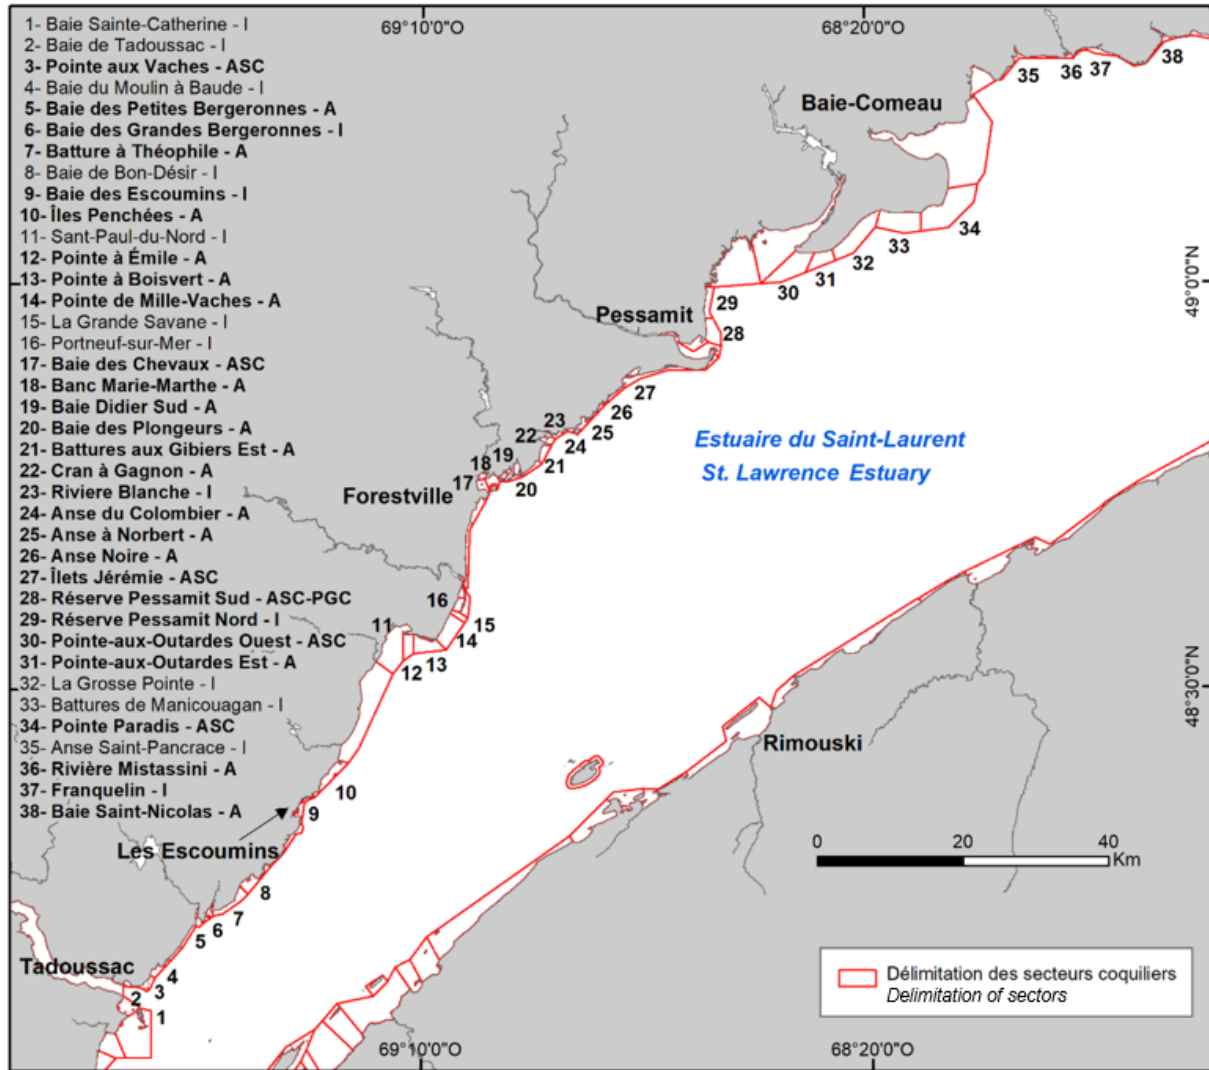 1- Baie Sainte-Catherine - I
2- Baie de Tadoussac - I
3- Pointe aux Vaches - ASC
4- Baie du Moulin à Baude - I
5- Baie des Petites Bergeronnes - A
6- Baie des Grandes Bergeronnes - I
7- Batture à Théophile - A
8- Baie de Bon-Désir - I
9- Baie des Escoumins - I
10- Îles Penchées - A
11- Sant-Paul-du-Nord - I
12- Pointe à Émile - A
13- Pointe à Boisvert - A
14- Pointe de Mille-Vaches - A
15- La Grande Savane - I
16- Portneuf-sur-Mer - I
17- Baie des Chevaux - ASC
18- Banc Marie-Marthe - A
19- Baie Didier Sud - A
20- Baie des Plongeurs - A
21- Battures aux Gibiers Est - A
22- Cran à Gagnon - A
23- Riviere Blanche - I
24- Anse du Colombier - A
25- Anse à Norbert - A
26- Anse Noire - A
27- Îlets Jérémie - ASC
28- Réserve Pessamit Sud - ASC-PGC
29- Réserve Pessamit Nord - I
30- Pointe-aux-Outardes Ouest - ASC
31- Pointe-aux-Outardes Est - A
32- La Grosse Pointe - I
33- Battures de Manicouagan - I
34- Pointe Paradis - ASC
35- Anse Saint-Pancrace - I
36- Rivière Mistassini - A
37- Franquelin - I
38- Baie Saint-Nicolas - A
69°10'0"O
68°20'0"O
35
36
37
38
Baie-Comeau
34
33
32
31
30
29
49°0'0"N
Pessamit
28
27
26
25
24
23
22
21
20
19
18
17
Forestville
Estuaire du Saint-Laurent
St. Lawrence Estuary
16
15
14
13
12
11
48°30'0"N
Rimouski
10
9
Les Escoumins
8
7
6
5
4
3
2
1
Tadoussac
0
20
40
Km
Délimitation des secteurs coquiliers
Delimitation of sectors
69°10'0"O
68°20'0"O